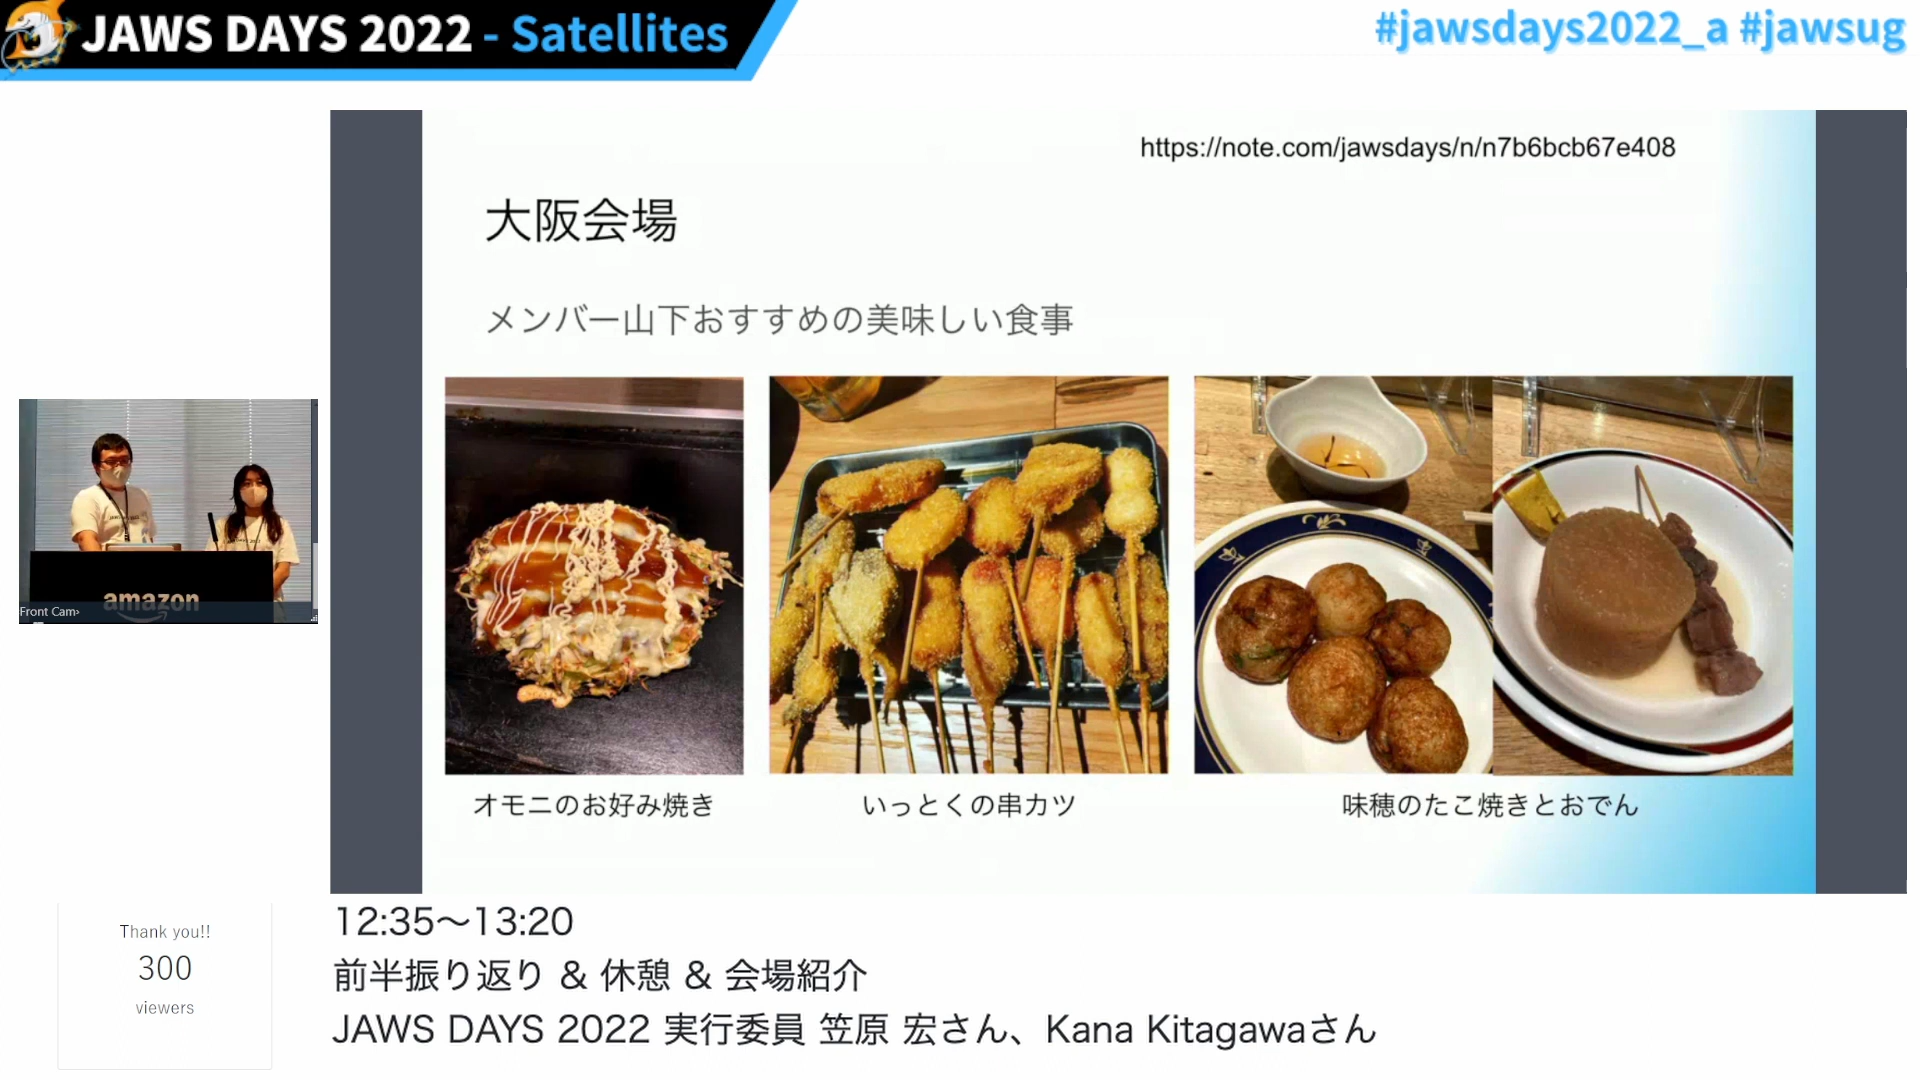 JAWS DAYS 2022 - Satellites
#jawsdays2022_a #jawsug
https://note.com/jawsdays/n/n7b6bcb67e408
大阪会場
メンバー山下おすすめの美味しい食事
オモニのお好み焼き
いっとくの串カツ
味穂のたこ焼きとおでん
amazon
Front Cam
Thank you!!
300
viewers
12:35〜13:20
前半振り返り & 休憩 & 会場紹介
JAWS DAYS 2022 実行委員 笠原 宏さん、Kana Kitagawaさん